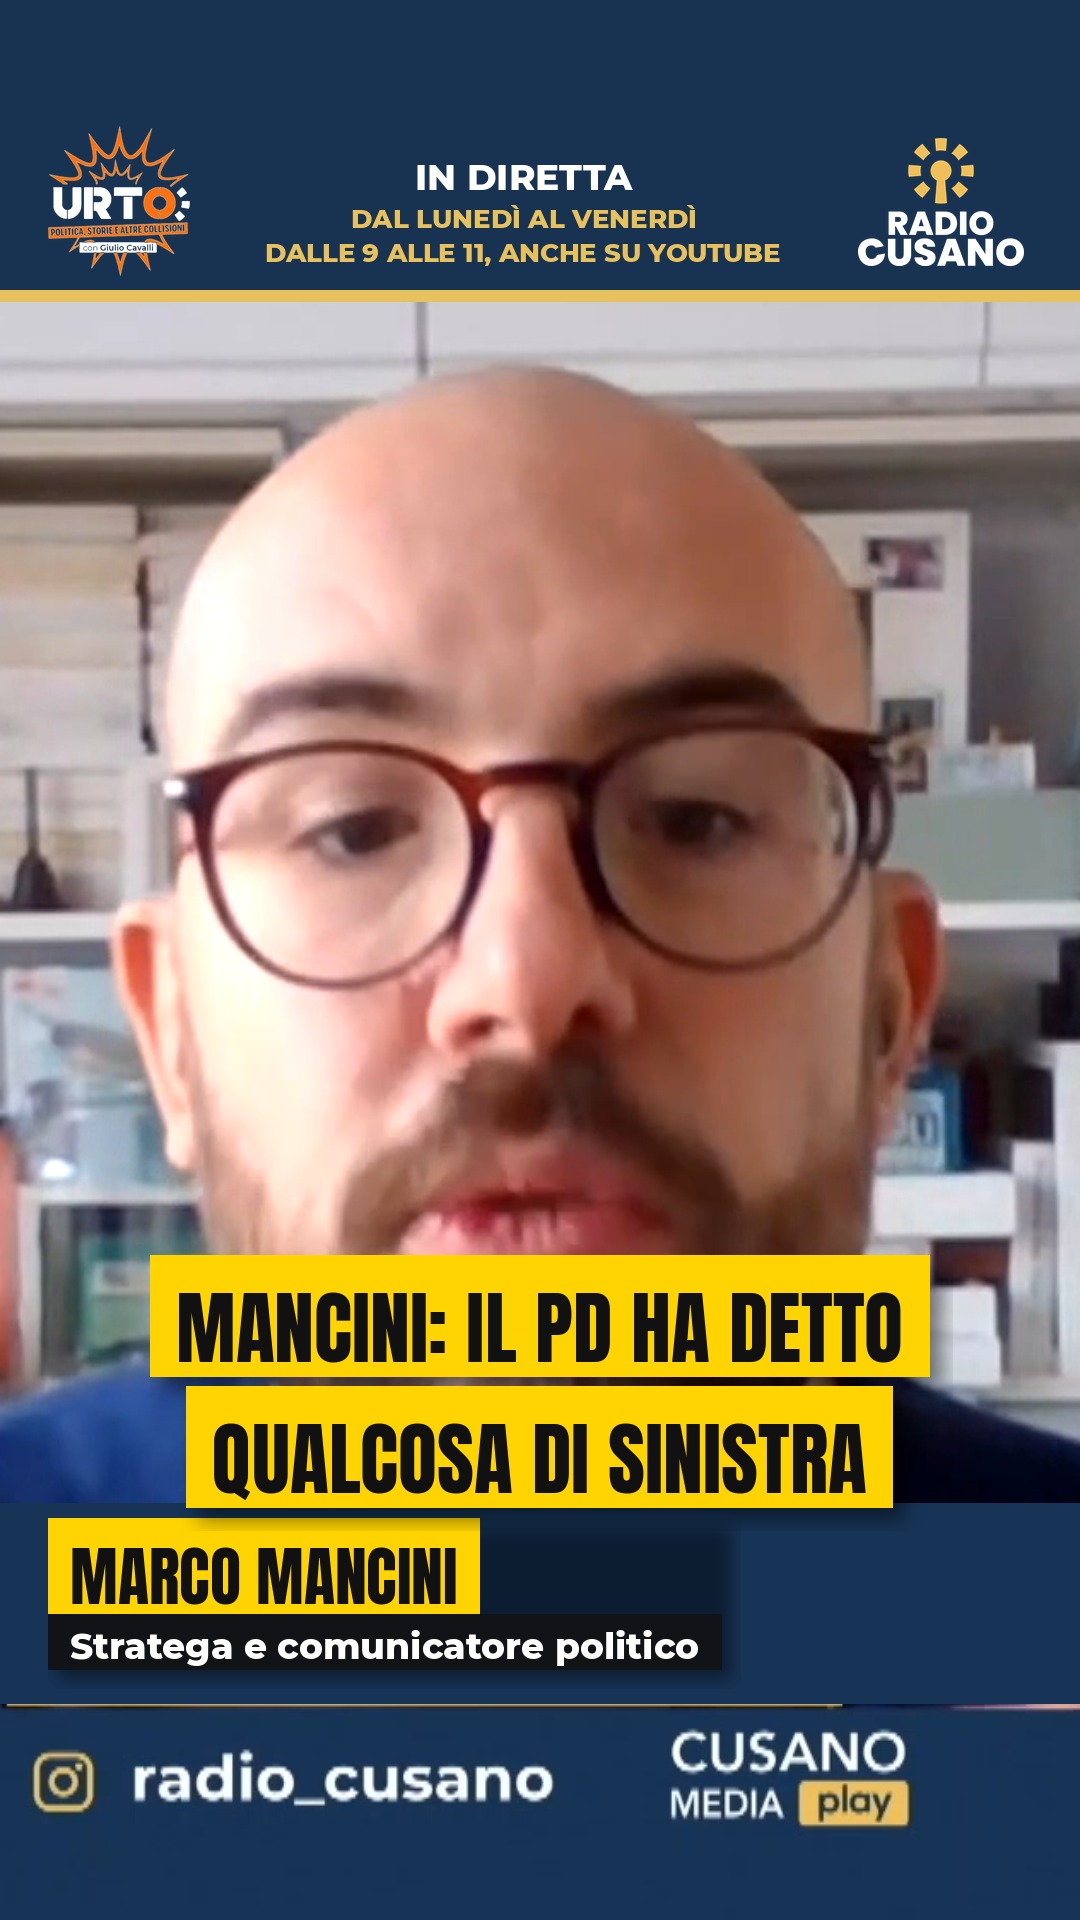 URTO
POLITICA, STORIE E ALTRE COLLISIONI
con Giulio Cavalli
IN DIRETTA
DAL LUNEDÌ AL VENERDÌ
DALLE 9 ALLE 11, ANCHE SU YOUTUBE
RADIO
CUSANO
MANCINI: IL PD HA DETTO
QUALCOSA DI SINISTRA
MARCO MANCINI
Stratega e comunicatore politico
radio_cusano
CUSANO
MEDIA play